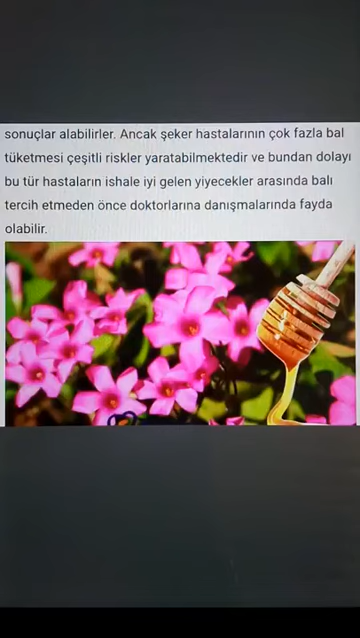 sonuçlar alabilirler. Ancak şeker hastalarının çok fazla bal
tüketmesi çeşitli riskler yaratabilmektedir ve bundan dolayı
bu tür hastaların ishale iyi gelen yiyecekler arasında balı
tercih etmeden önce doktorlarına danışmalarında fayda
olabilir.